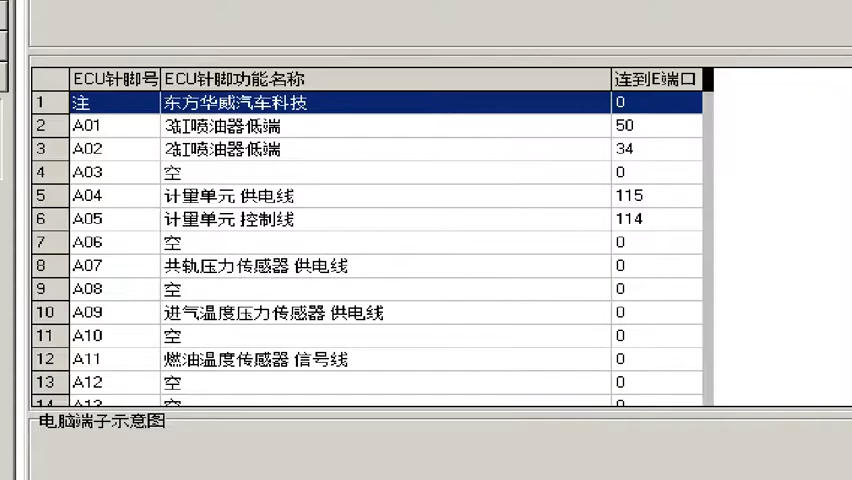 ECU针脚号 ECU针脚功能名称 连到E端口
1 注 东方华威汽车科技 0
2 A01 3缸喷油器低端 50
3 A02 2缸喷油器低端 34
4 A03 空 0
5 A04 计量单元 供电线 115
6 A05 计量单元 控制线 114
7 A06 空 0
8 A07 共轨压力传感器 供电线 0
9 A08 空 0
10 A09 进气温度压力传感器 供电线 0
11 A10 空 0
12 A11 燃油温度传感器 信号线 0
13 A12 空 0
14 A13 空 0
电脑端子示意图